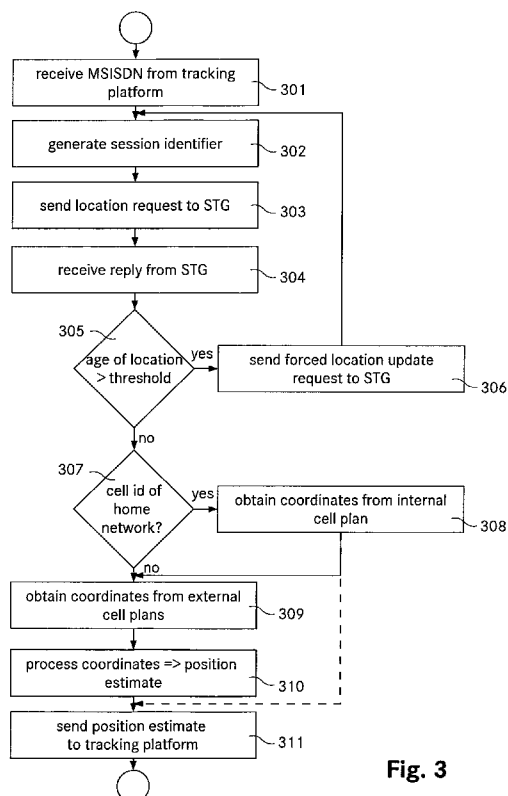 receive MSISDN from tracking
platform
301
generate session identifier
302
send location request to STG
303
receive reply from STG
304
305
age of location
> threshold
yes
send forced location update
request to STG
306
no
307
cell id of
home
network?
yes
obtain coordinates from internal
cell plan
308
no
obtain coordinates from external
cell plans
309
process coordinates => position
estimate
310
send position estimate
to tracking platform
311
Fig. 3